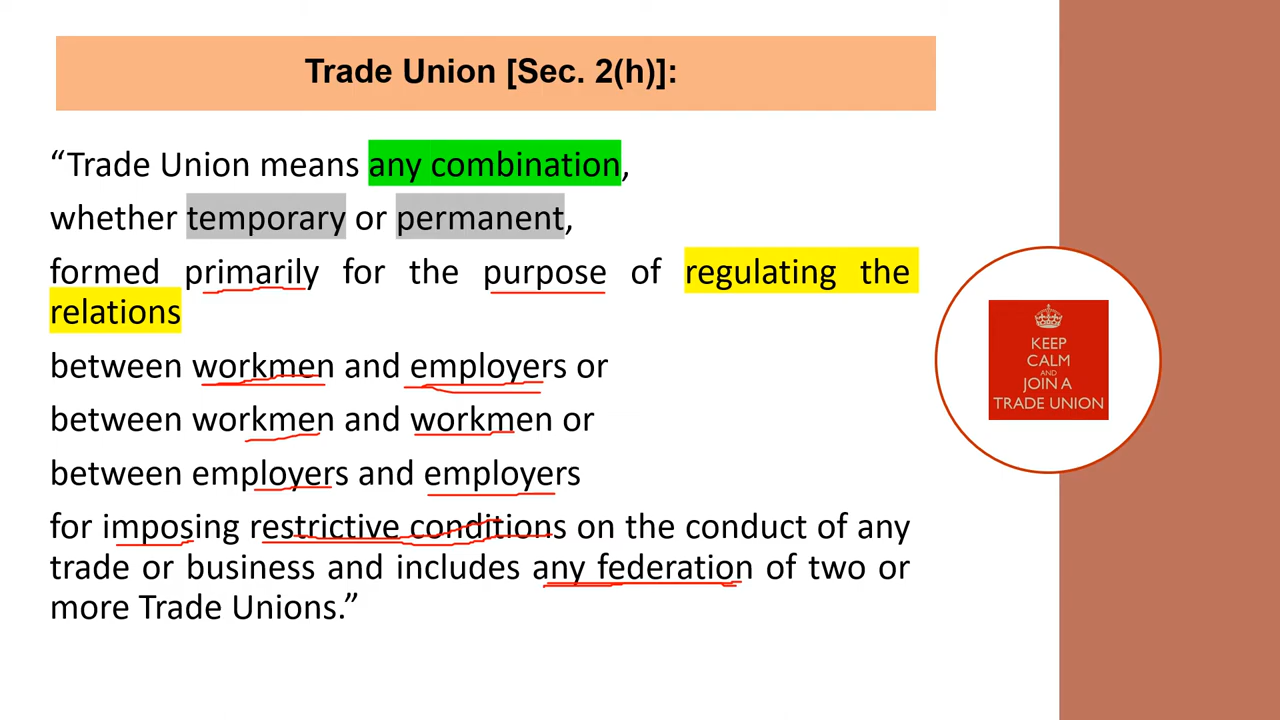 Trade Union [Sec. 2(h)]:
“Trade Union means any combination,
whether temporary or permanent,
formed primarily for the purpose of regulating the
relations
between workmen and employers or
between workmen and workmen or
between employers and employers
for imposing restrictive conditions on the conduct of any
trade or business and includes any federation of two or
more Trade Unions.”
KEEP
CALM
AND
JOIN A
TRADE UNION